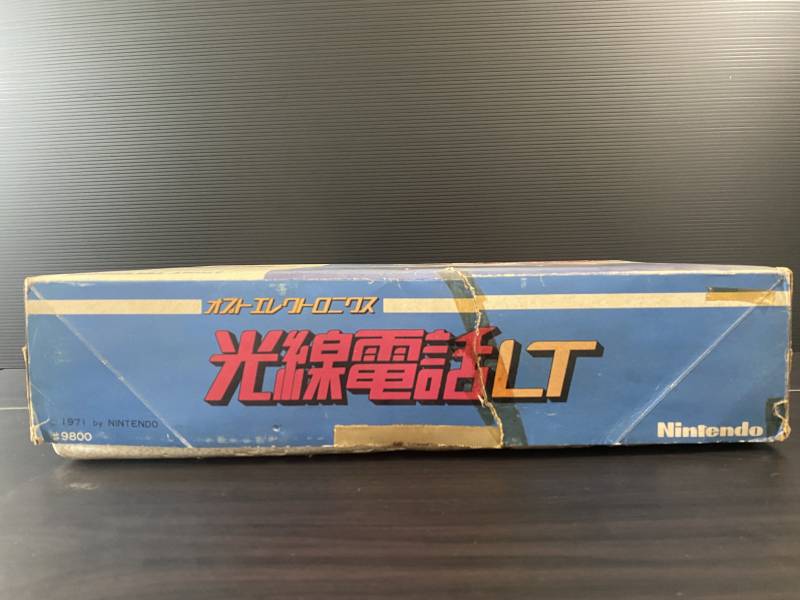 オプトエレクトロニクス
光線電話LT
© 1971 by NINTENDO
¥9800
Nintendo